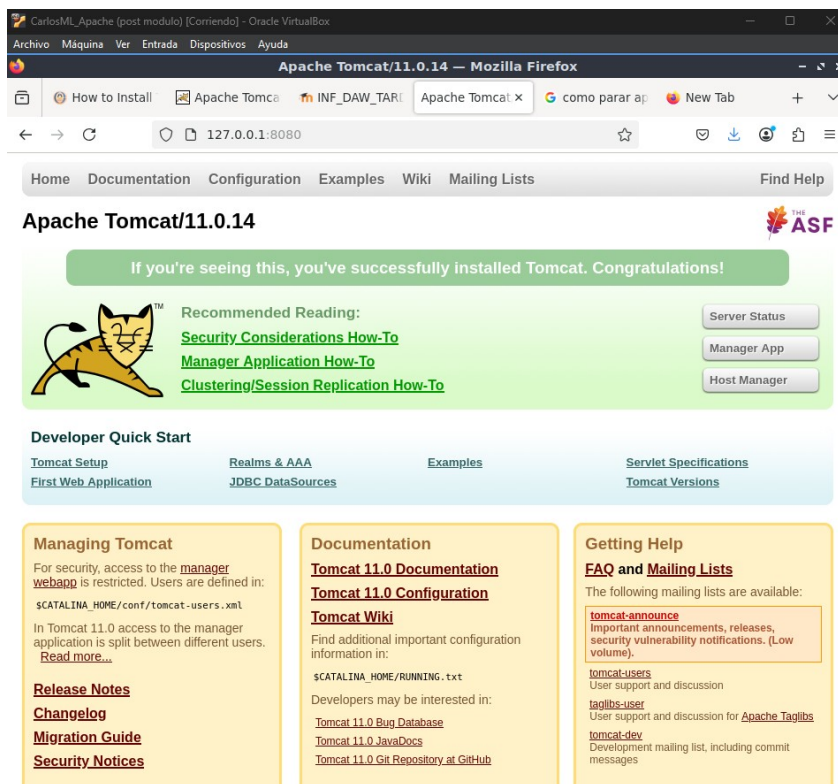 CarlosML_Apache (post modulo) [Corriendo] - Oracle VirtualBox
Archivo Máquina Ver Entrada Dispositivos Ayuda
Apache Tomcat/11.0.14 — Mozilla Firefox
How to Install Apache Tomca INF_DAW_TARE Apache Tomcat como parar ap New Tab
127.0.0.1:8080
Home Documentation Configuration Examples Wiki Mailing Lists Find Help
Apache Tomcat/11.0.14
THE
ASF
If you're seeing this, you've successfully installed Tomcat. Congratulations!
TM
Recommended Reading:
Security Considerations How-To
Manager Application How-To
Clustering/Session Replication How-To
Server Status
Manager App
Host Manager
Developer Quick Start
Tomcat Setup
First Web Application
Realms & AAA
JDBC DataSources
Examples
Servlet Specifications
Tomcat Versions
Managing Tomcat
For security, access to the manager
webapp is restricted. Users are defined in:
$CATALINA_HOME/conf/tomcat-users.xml
In Tomcat 11.0 access to the manager
application is split between different users.
Read more...
Release Notes
Changelog
Migration Guide
Security Notices
Documentation
Tomcat 11.0 Documentation
Tomcat 11.0 Configuration
Tomcat Wiki
Find additional important configuration
information in:
$CATALINA_HOME/RUNNING.txt
Developers may be interested in:
Tomcat 11.0 Bug Database
Tomcat 11.0 JavaDocs
Tomcat 11.0 Git Repository at GitHub
Getting Help
FAQ and Mailing Lists
The following mailing lists are available:
tomcat-announce
Important announcements, releases,
security vulnerability notifications. (Low
volume).
tomcat-users
User support and discussion
taglibs-user
User support and discussion for Apache Taglibs
tomcat-dev
Development mailing list, including commit
messages